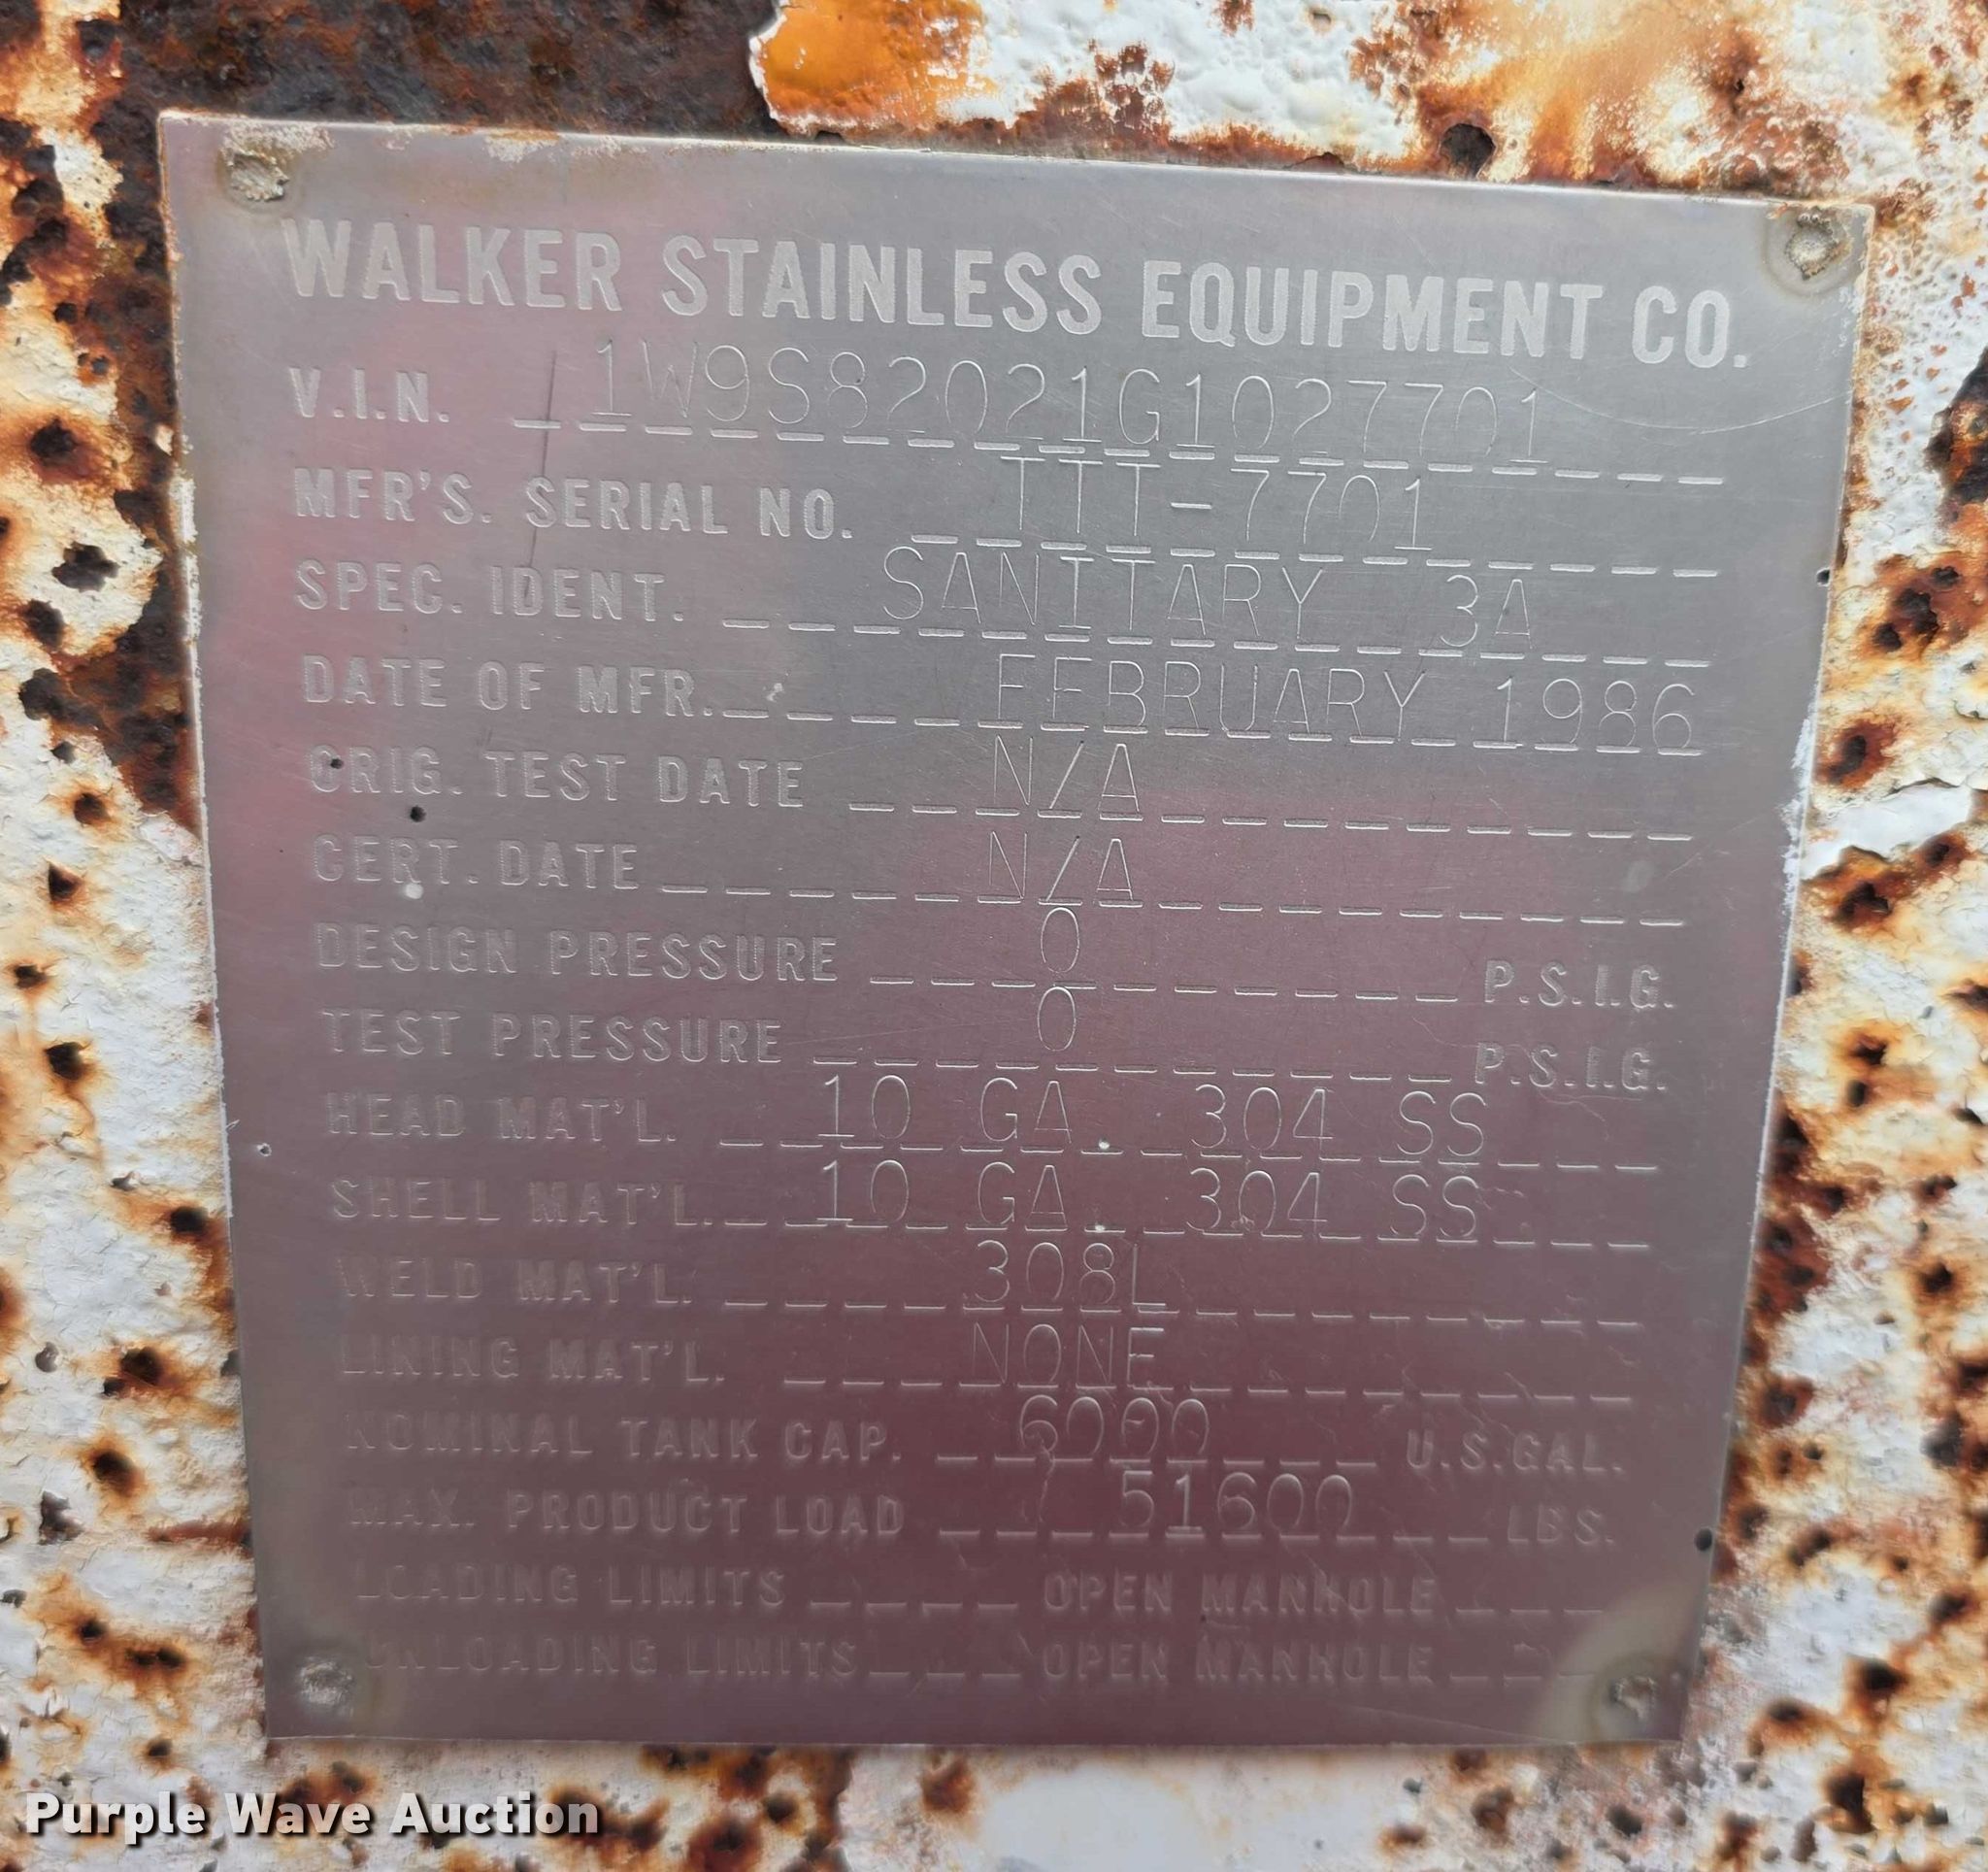 WALKER STAINLESS EQUIPMENT CO.
V.I.N. 1W9S82021G1027701
MFR'S. SERIAL NO. TTT-7701
SPEC. IDENT. SANITARY 3A
DATE OF MFR. FEBRUARY 1986
ORIG. TEST DATE N/A
CERT. DATE N/A
DESIGN PRESSURE 0 P.S.I.G.
TEST PRESSURE 0 P.S.I.G.
HEAD MAT'L. 10 GA. 304 SS
SHELL MAT'L. 10 GA. 304 SS
WELD MAT'L. 308L
LINING MAT'L. NONE
NOMINAL TANK CAP. 6000 U.S.GAL.
MAX. PRODUCT LOAD 51600 LBS.
LOADING LIMITS OPEN MANHOLE
UNLOADING LIMITS OPEN MANHOLE
Purple Wave Auction